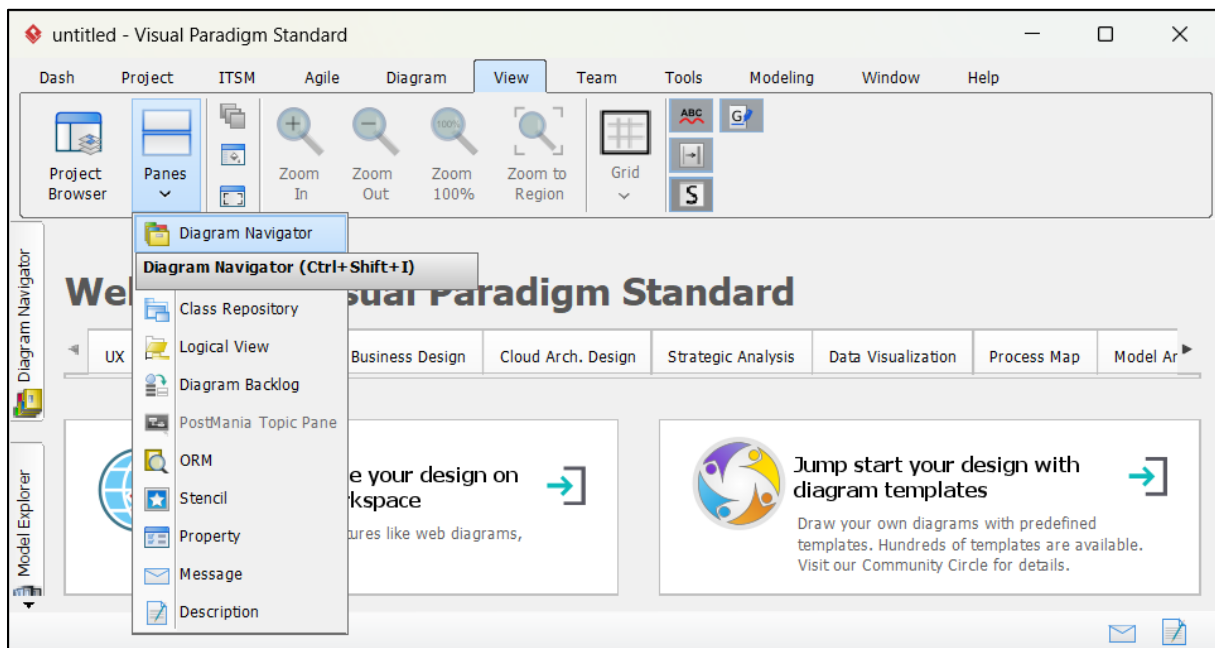 untitled - Visual Paradigm Standard
Dash Project ITSM Agile Diagram View Team Tools Modeling Window Help
Project Browser
Panes
Zoom In
Zoom Out
100%
Zoom 100%
Zoom to Region
Grid
ABC
G
S
Diagram Navigator
Diagram Navigator (Ctrl+Shift+I)
Class Repository
Logical View
Diagram Backlog
PostMania Topic Pane
ORM
Stencil
Property
Message
Description
Diagram Navigator
Model Explorer
Paradigm Standard
UX Business Design Cloud Arch. Design Strategic Analysis Data Visualization Process Map Model Ar
your design on
like web diagrams,
Jump start your design with
diagram templates
Draw your own diagrams with predefined
templates. Hundreds of templates are available.
Visit our Community Circle for details.